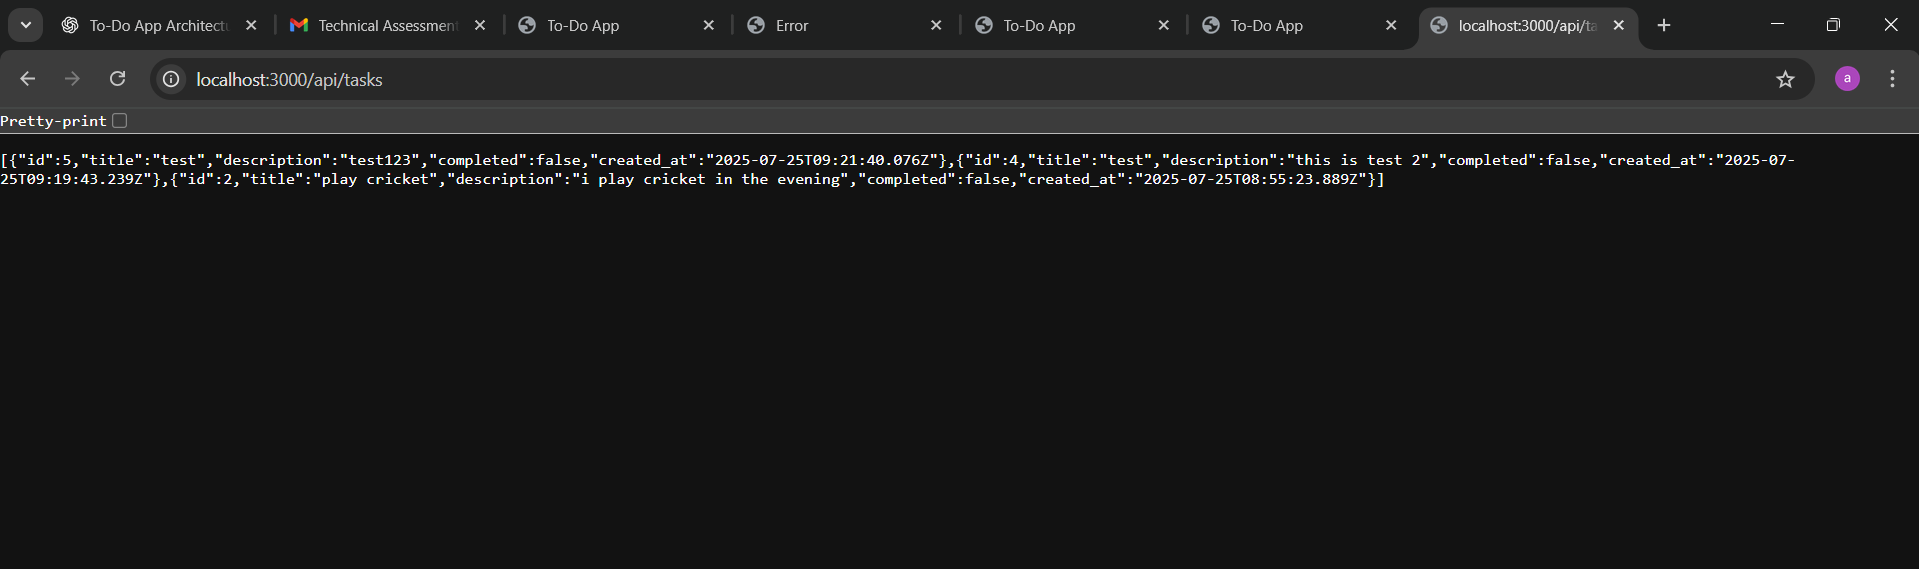 To-Do App Architectu
Technical Assessment
To-Do App
Error
To-Do App
To-Do App
localhost:3000/api/ta
localhost:3000/api/tasks
a
Pretty-print
[{"id":5,"title":"test","description":"test123","completed":false,"created_at":"2025-07-25T09:21:40.076Z"},{"id":4,"title":"test","description":"this is test 2","completed":false,"created_at":"2025-07-
25T09:19:43.239Z"},{"id":2,"title":"play cricket","description":"i play cricket in the evening","completed":false,"created_at":"2025-07-25T08:55:23.889Z"}]